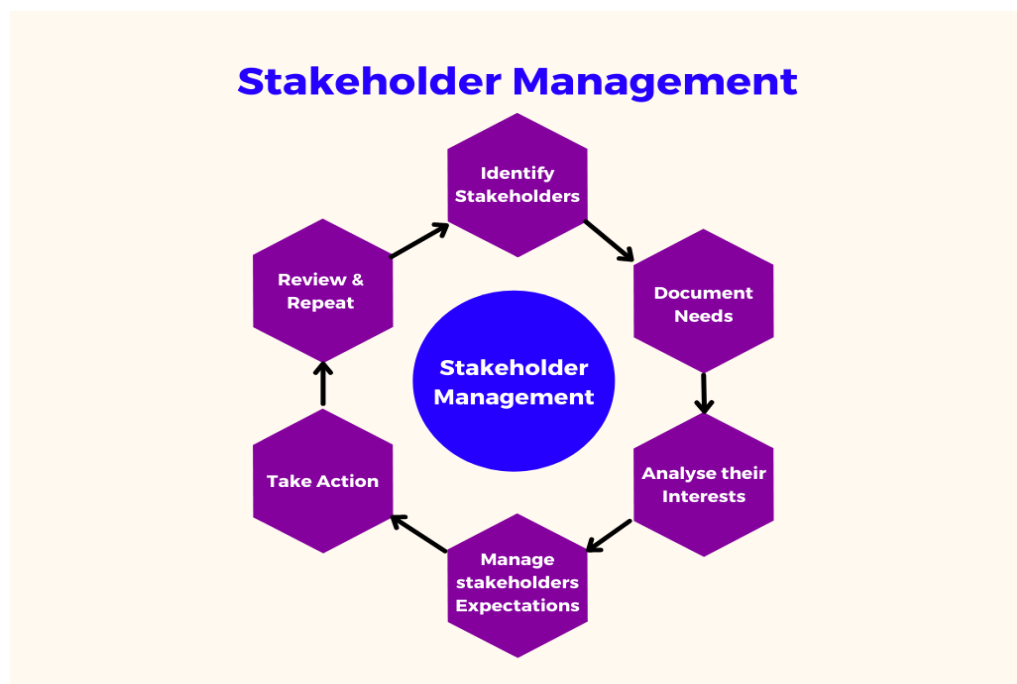 Stakeholder Management
Identify
Stakeholders
Document
Needs
Analyse their
Interests
Manage
stakeholders
Expectations
Take Action
Review &
Repeat
Stakeholder
Management